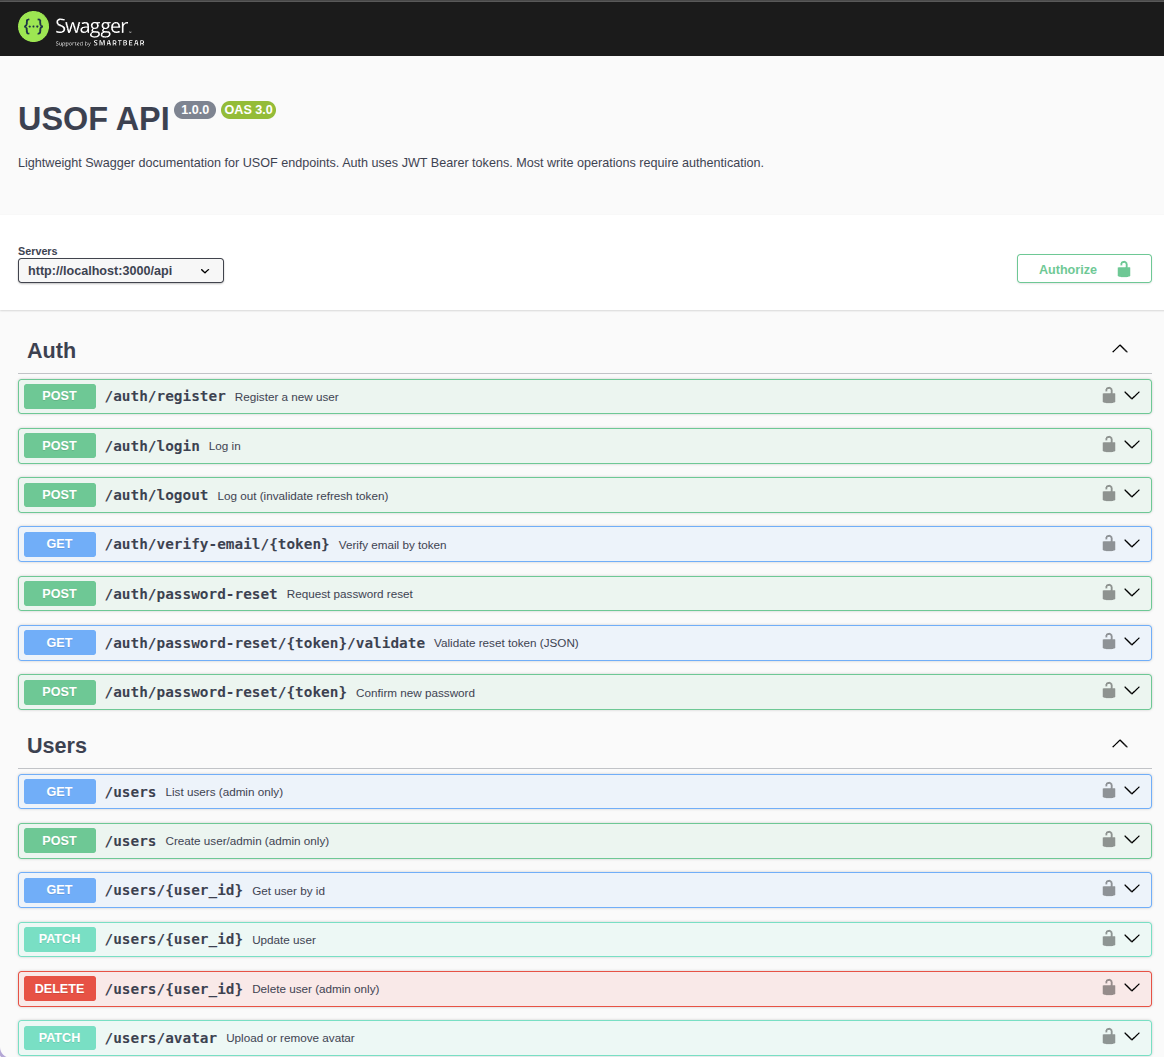 Swagger
Supported by SMARTBEAR
USOF API 1.0.0 OAS 3.0
Lightweight Swagger documentation for USOF endpoints. Auth uses JWT Bearer tokens. Most write operations require authentication.
Servers
http://localhost:3000/api
Authorize
Auth
POST /auth/register Register a new user
POST /auth/login Log in
POST /auth/logout Log out (invalidate refresh token)
GET /auth/verify-email/{token} Verify email by token
POST /auth/password-reset Request password reset
GET /auth/password-reset/{token}/validate Validate reset token (JSON)
POST /auth/password-reset/{token} Confirm new password
Users
GET /users List users (admin only)
POST /users Create user/admin (admin only)
GET /users/{user_id} Get user by id
PATCH /users/{user_id} Update user
DELETE /users/{user_id} Delete user (admin only)
PATCH /users/avatar Upload or remove avatar